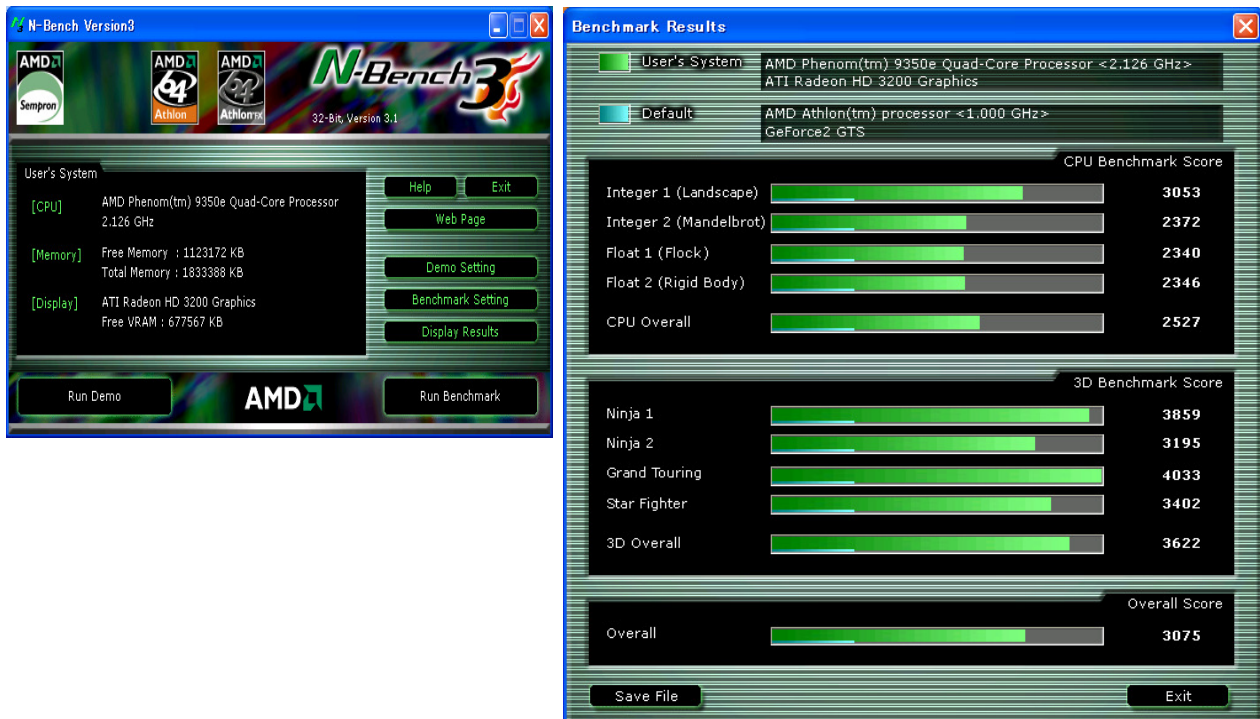 N-Bench Version3
AMD
Sempron
AMD
64
Athlon
AMD
64
Athlon FX
N-Bench 3
32-Bit, Version 3.1
User's System
[CPU] AMD Phenom(tm) 9350e Quad-Core Processor
2.126 GHz
[Memory] Free Memory : 1123172 KB
Total Memory : 1833388 KB
[Display] ATI Radeon HD 3200 Graphics
Free VRAM : 677567 KB
Help Exit
Web Page
Demo Setting
Benchmark Setting
Display Results
Run Demo AMD Run Benchmark
Benchmark Results
User's System AMD Phenom(tm) 9350e Quad-Core Processor <2.126 GHz>
ATI Radeon HD 3200 Graphics
Default AMD Athlon(tm) processor <1.000 GHz>
GeForce2 GTS
CPU Benchmark Score
Integer 1 (Landscape) 3053
Integer 2 (Mandelbrot) 2372
Float 1 (Flock) 2340
Float 2 (Rigid Body) 2346
CPU Overall 2527
3D Benchmark Score
Ninja 1 3859
Ninja 2 3195
Grand Touring 4033
Star Fighter 3402
3D Overall 3622
Overall Score
Overall 3075
Save File Exit